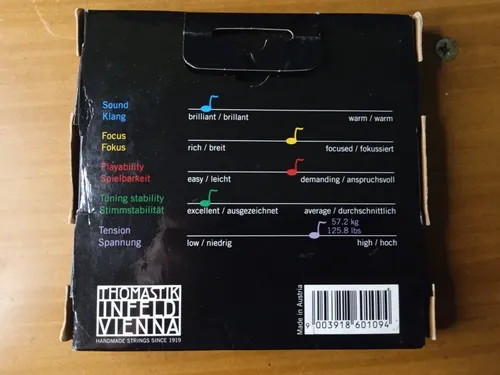 Sound
Klang
brilliant / brillant
warm / warm
Focus
Fokus
rich / breit
focused / fokussiert
Playability
Spielbarkeit
easy / leicht
demanding / anspruchsvoll
Tuning stability
Stimmstabilität
excellent / ausgezeichnet
average / durchschnittlich
Tension
Spannung
57.2 kg
125.8 lbs
low / niedrig
high / hoch
THOMASTIK
INFELD
VIENNA
HANDMADE STRINGS SINCE 1919
Made in Austria
9 003918 601094